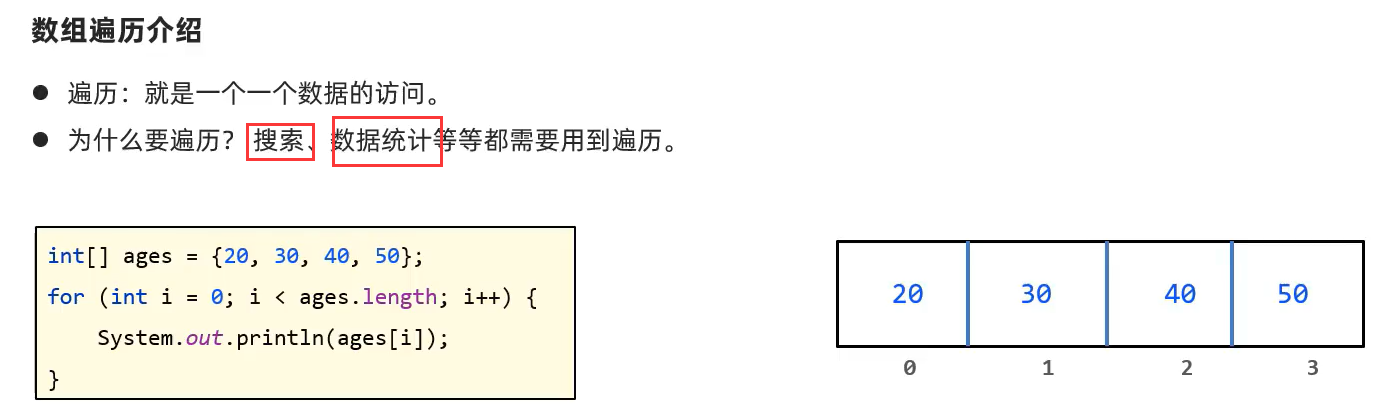 数组遍历介绍
● 遍历：就是一个一个数据的访问。
● 为什么要遍历？搜索、数据统计等等都需要用到遍历。
int[] ages = {20, 30, 40, 50};
for (int i = 0; i < ages.length; i++) {
    System.out.println(ages[i]);
}
20 30 40 50
0 1 2 3